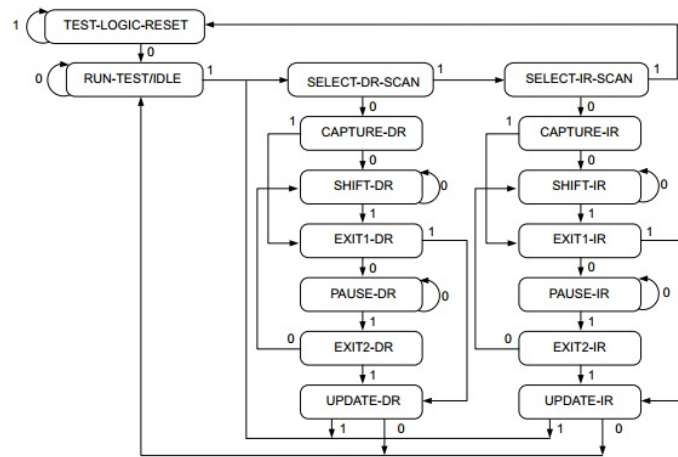 1 TEST-LOGIC-RESET
0
0 RUN-TEST/IDLE 1 SELECT-DR-SCAN 1 SELECT-IR-SCAN 1
0 0
1 CAPTURE-DR 1 CAPTURE-IR
0 0
SHIFT-DR 0 SHIFT-IR 0
1 1
EXIT1-DR 1 EXIT1-IR 1
0 0
PAUSE-DR 0 PAUSE-IR 0
1 1
0 EXIT2-DR 0 EXIT2-IR
1 1
UPDATE-DR UPDATE-IR
1 0 1 0